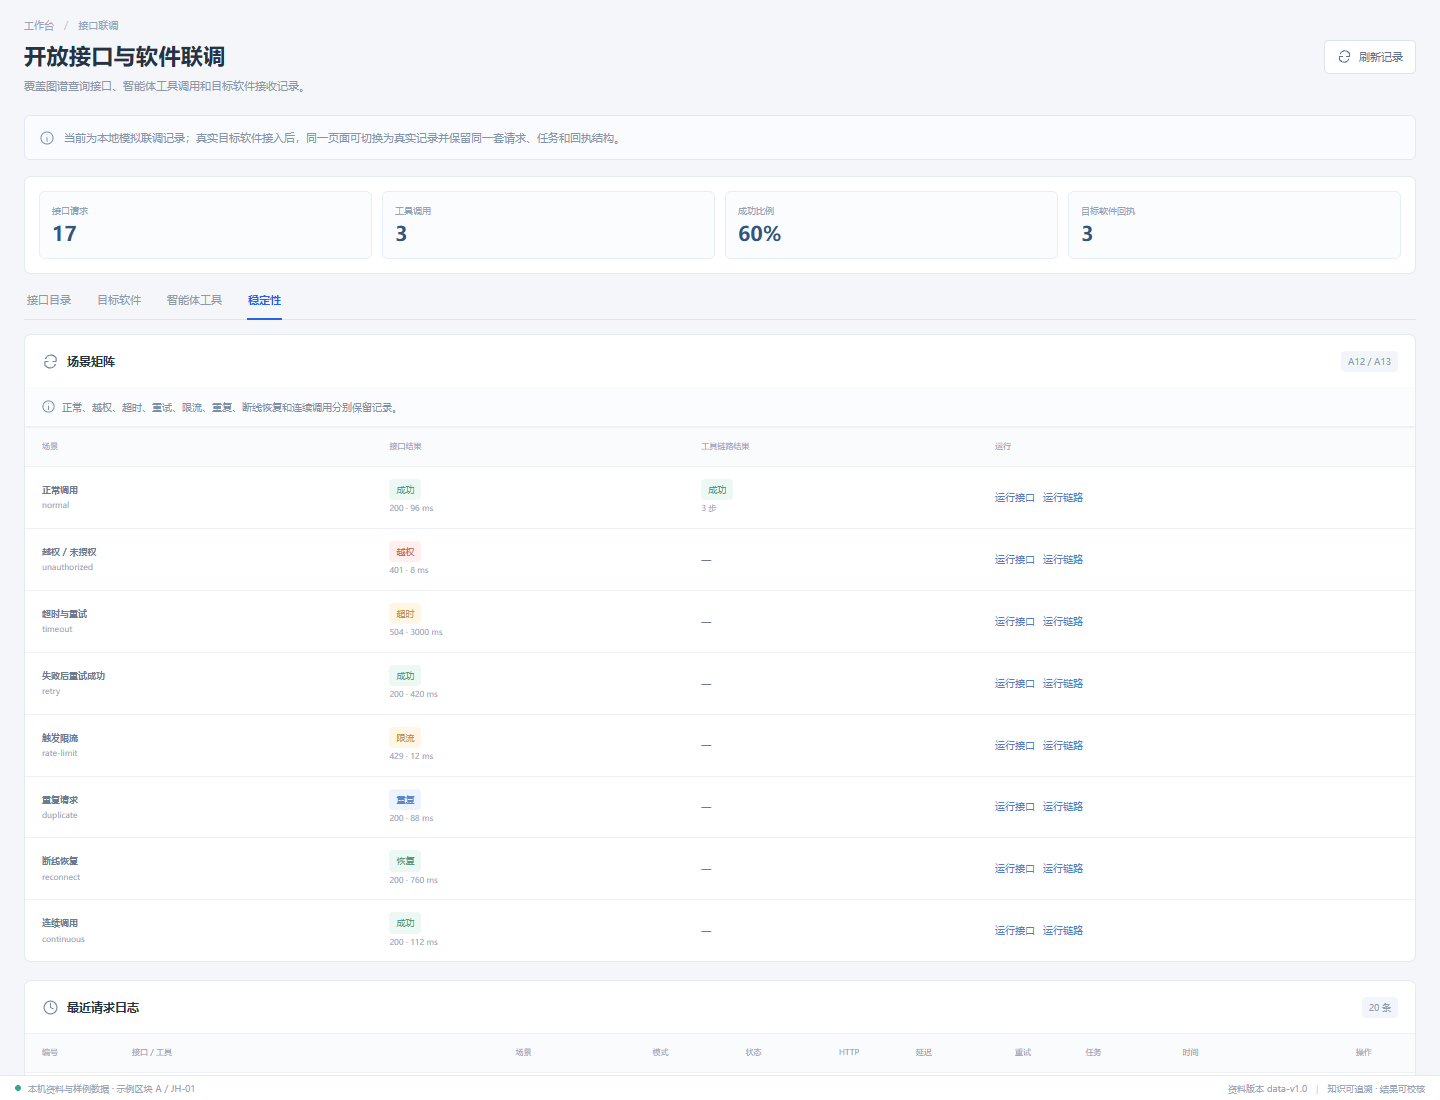 工作台 / 接口联调
开放接口与软件联调
刷新记录
覆盖图谱查询接口、智能体工具调用和目标软件接收记录。
当前为本地模拟联调记录；真实目标软件接入后，同一页面可切换为真实记录并保留同一套请求、任务和回执结构。
接口请求 工具调用 成功比例 目标软件回执
17 3 60% 3
接口目录 目标软件 智能体工具 稳定性
场景矩阵 A12 / A13
正常、越权、超时、重试、限流、重复、断线恢复和连续调用分别保留记录。
场景 接口结果 工具链路结果 运行
正常调用 成功 成功
normal 200 · 96 ms 3 步 运行接口 运行链路
越权 / 未授权 越权
unauthorized 401 · 8 ms — 运行接口 运行链路
超时与重试 超时
timeout 504 · 3000 ms — 运行接口 运行链路
失败后重试成功 成功
retry 200 · 420 ms — 运行接口 运行链路
触发限流 限流
rate-limit 429 · 12 ms — 运行接口 运行链路
重复请求 重复
duplicate 200 · 88 ms — 运行接口 运行链路
断线恢复 恢复
reconnect 200 · 760 ms — 运行接口 运行链路
连续调用 成功
continuous 200 · 112 ms — 运行接口 运行链路
最近请求日志 20 条
编号 接口 / 工具 场景 模式 状态 HTTP 延迟 重试 任务 时间 操作
本机资料与样例数据 · 示例区块 A / JH-01 资料版本 data-v1.0 | 知识可追溯 · 结果可校核